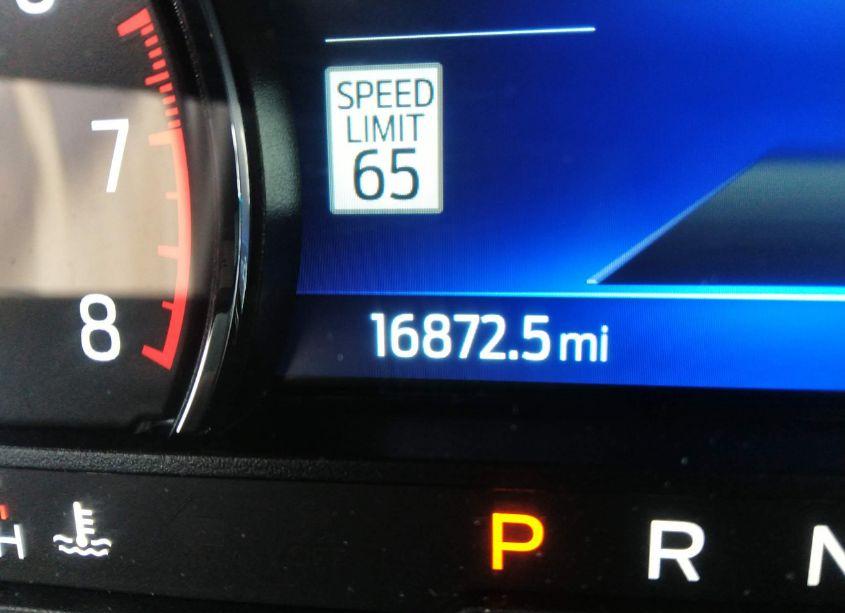 7
8
SPEED
LIMIT
65
16872.5 mi
H
P R N